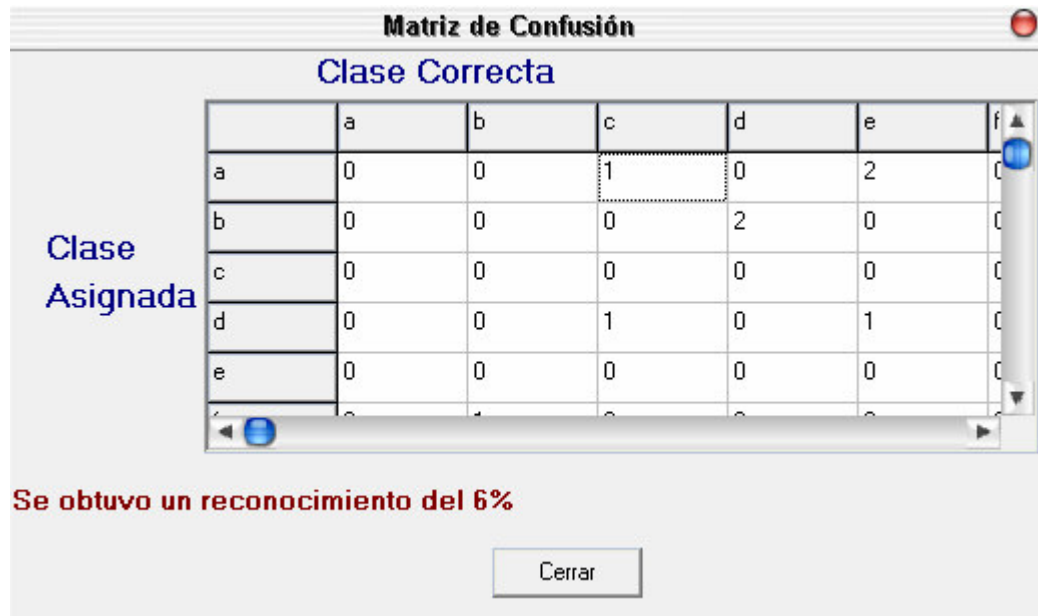 Matriz de Confusión
Clase Correcta
a b c d e f
a 0 0 1 0 2
b 0 0 0 2 0
Clase
Asignada
c 0 0 0 0 0
d 0 0 1 0 1
e 0 0 0 0 0
Se obtuvo un reconocimiento del 6%
Cerrar